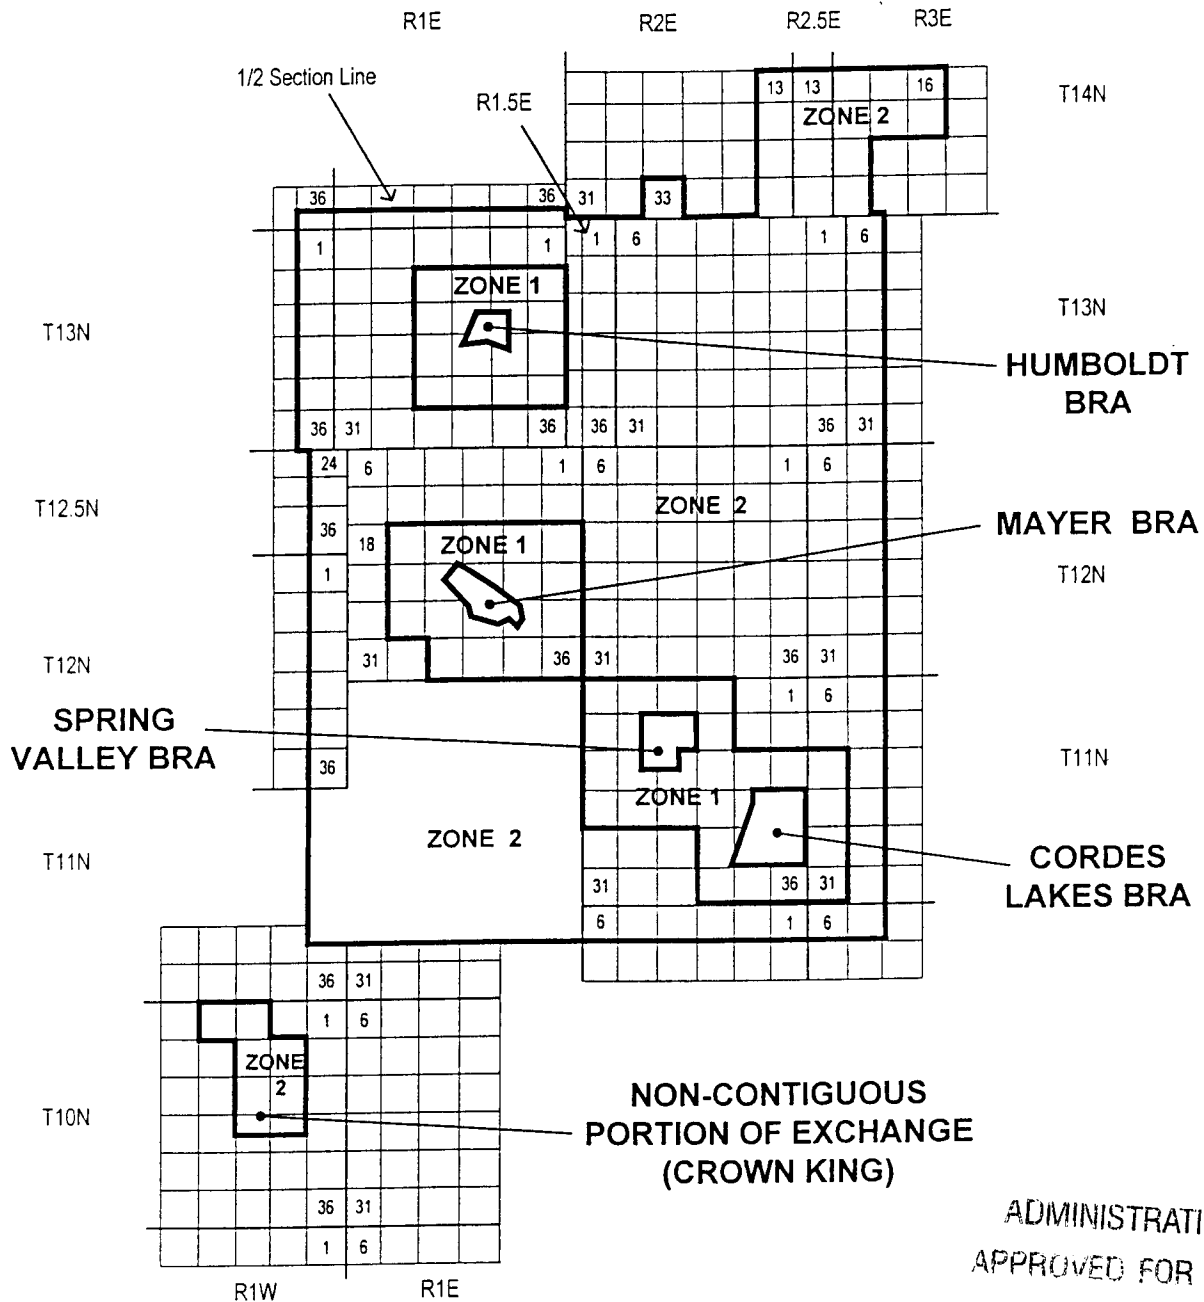 R1E R2E R2.5E R3E
1/2 Section Line
R1.5E
13 13 16
T14N
ZONE 2
36 36 31 33
1 1 1 6 1 6
ZONE 1
T13N
T13N
HUMBOLDT
BRA
36 31 36 36 31 36 31
24 6 1 6 1 6
T12.5N
ZONE 2
36 18
ZONE 1
MAYER BRA
1
T12N
T12N
31 36 31 36 31
1 6
SPRING
VALLEY BRA
36
T11N
ZONE 1
T11N
ZONE 2
CORDES
LAKES BRA
31 36 31
6 1 6
36 31
1 6
ZONE
2
T10N
NON-CONTIGUOUS
PORTION OF EXCHANGE
(CROWN KING)
36 31
1 6
R1W R1E
ADMINISTRATI
APPROVED FOR